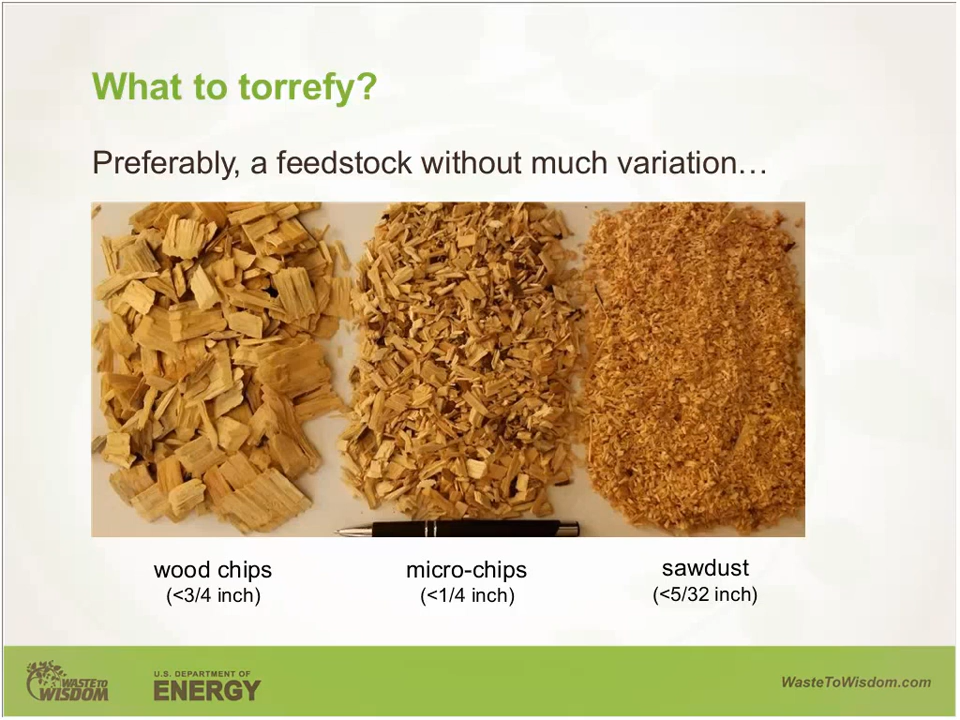 What to torrefy?
Preferably, a feedstock without much variation…
wood chips
(<3/4 inch)
micro-chips
(<1/4 inch)
sawdust
(<5/32 inch)
WASTE TO
WISDOM
U.S. DEPARTMENT OF
ENERGY
WasteToWisdom.com